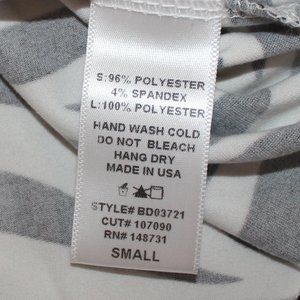 S:96% POLYESTER
4% SPANDEX
L:100% POLYESTER
HAND WASH COLD
DO NOT BLEACH
HANG DRY
MADE IN USA
STYLE# BD03721
CUT# 107090
RN# 148731
SMALL